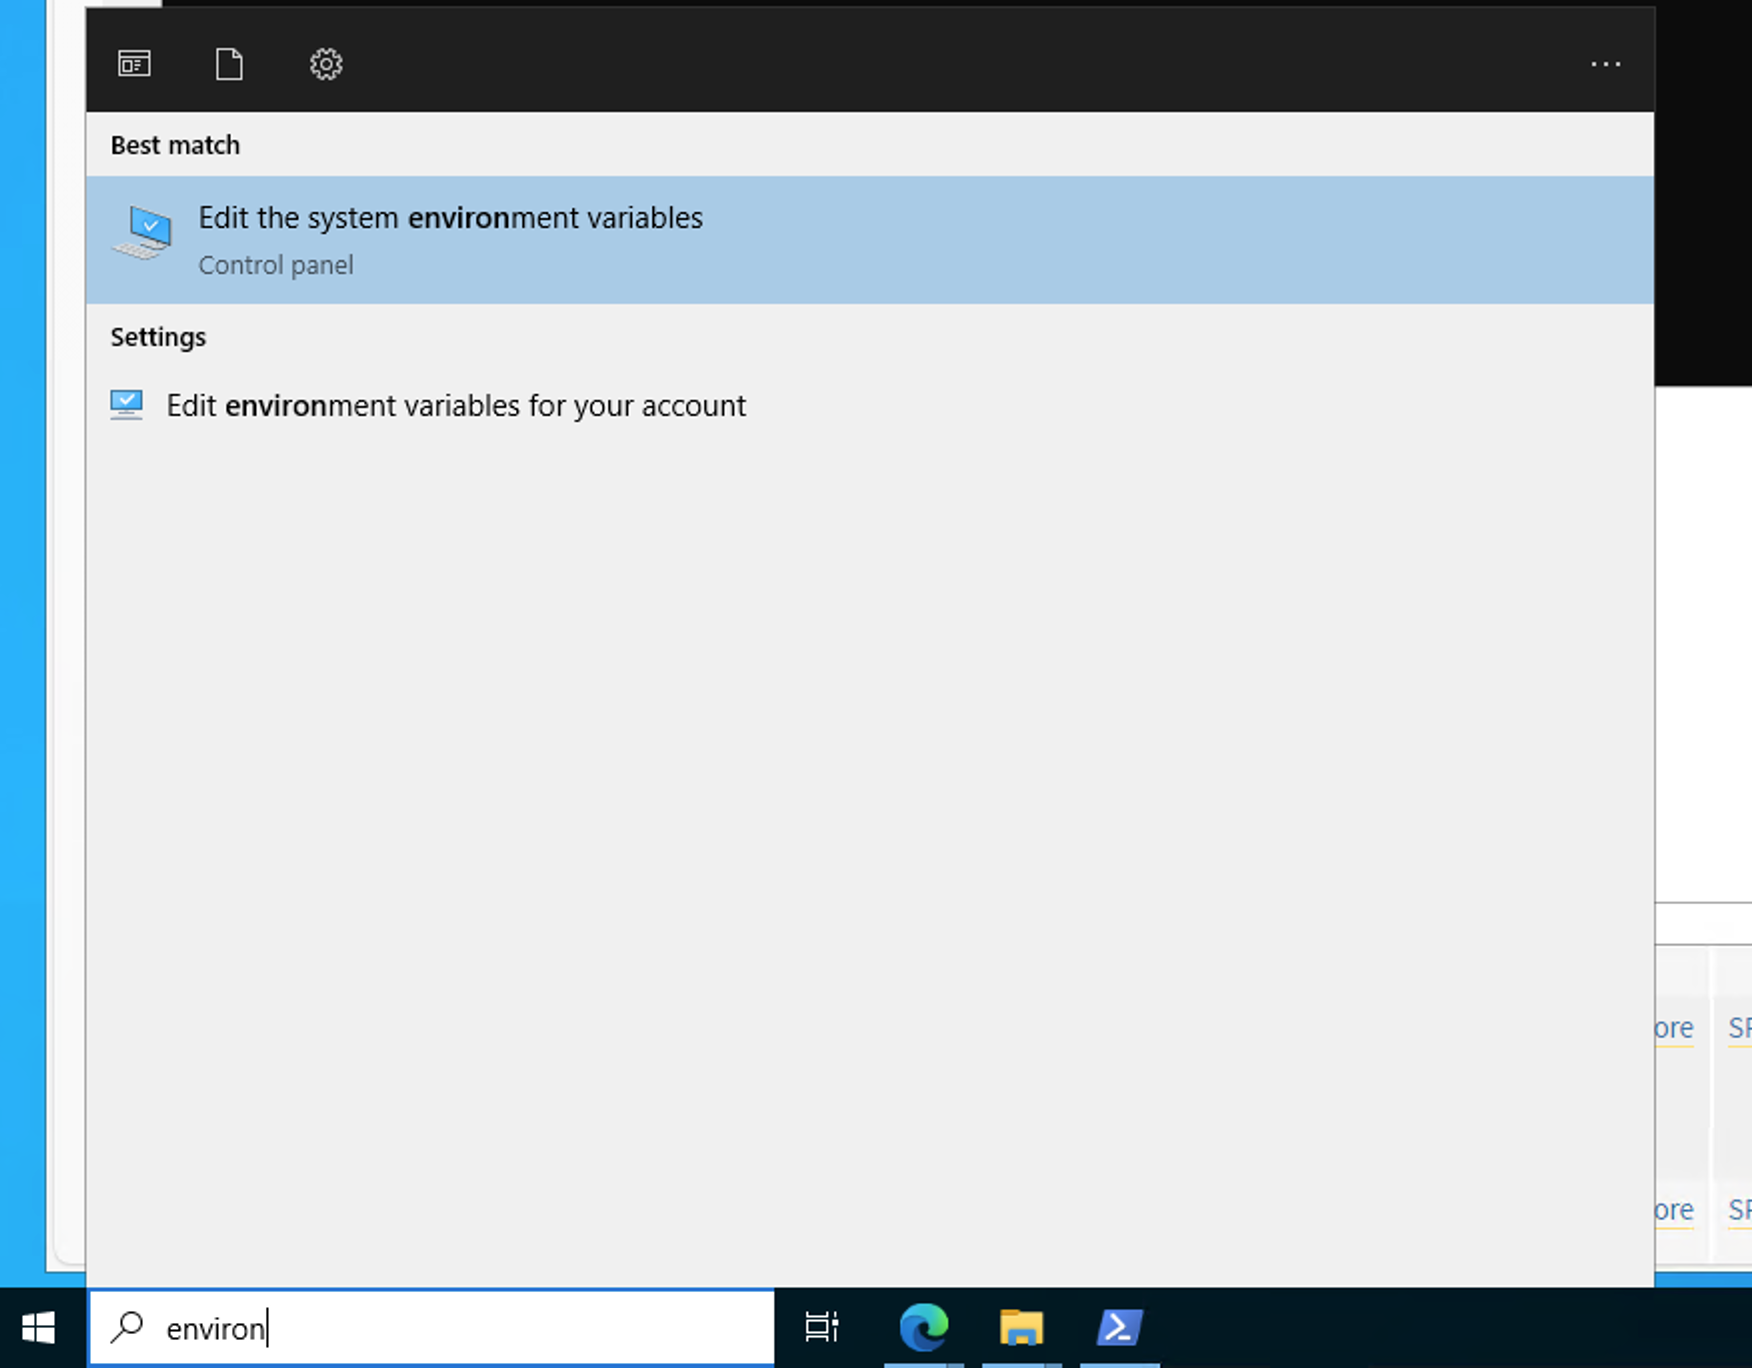 Best match
Edit the system environment variables
Control panel
Settings
Edit environment variables for your account
ore
SP
ore
SP
environ